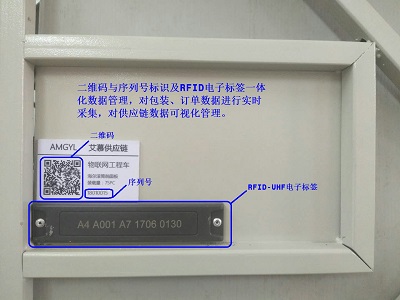 二维码与序列号标识及RFID电子标签一体
化数据管理，对包装、订单数据进行实时
采集，对供应链数据可视化管理。
二维码
AMGYL 艾慕供应链
物联网工程车
序列号
RFID-UHF电子标签
A4 A001 A7 1706 0130